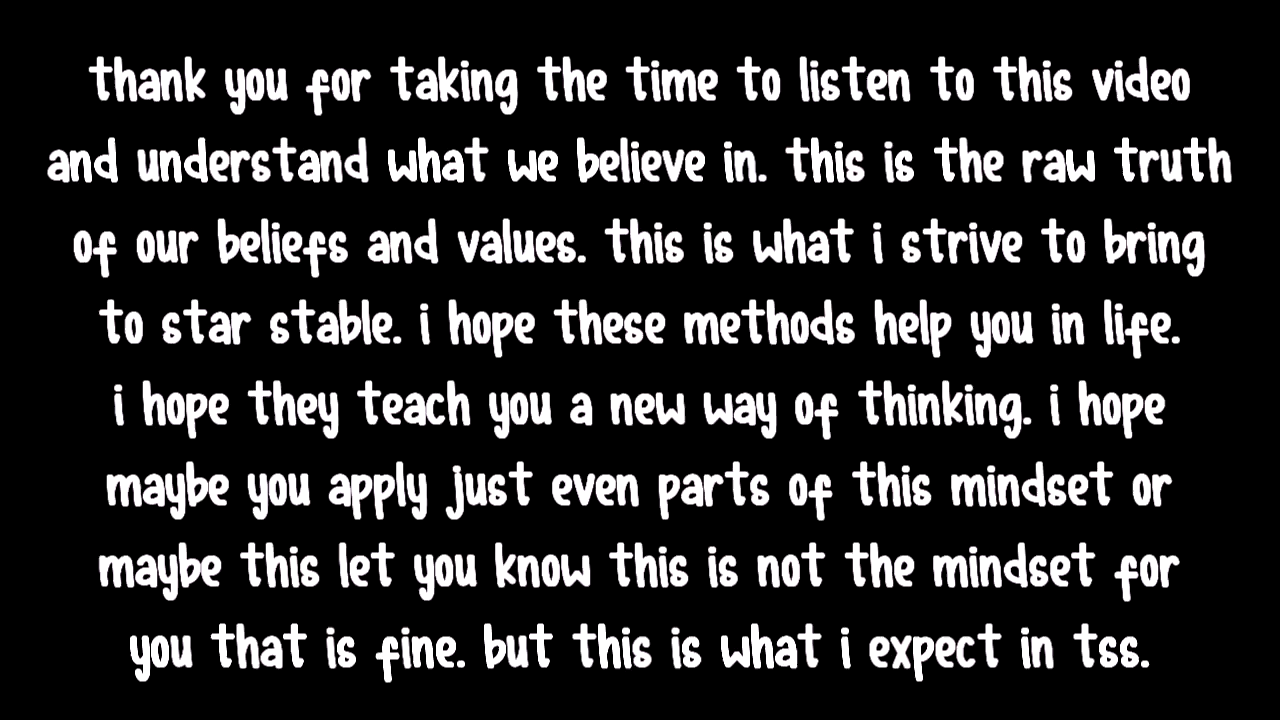 thank you for taking the time to listen to this video
and understand what we believe in. this is the raw truth
of our beliefs and values. this is what i strive to bring
to star stable. i hope these methods help you in life.
i hope they teach you a new way of thinking. i hope
maybe you apply just even parts of this mindset or
maybe this let you know this is not the mindset for
you that is fine. but this is what i expect in tss.